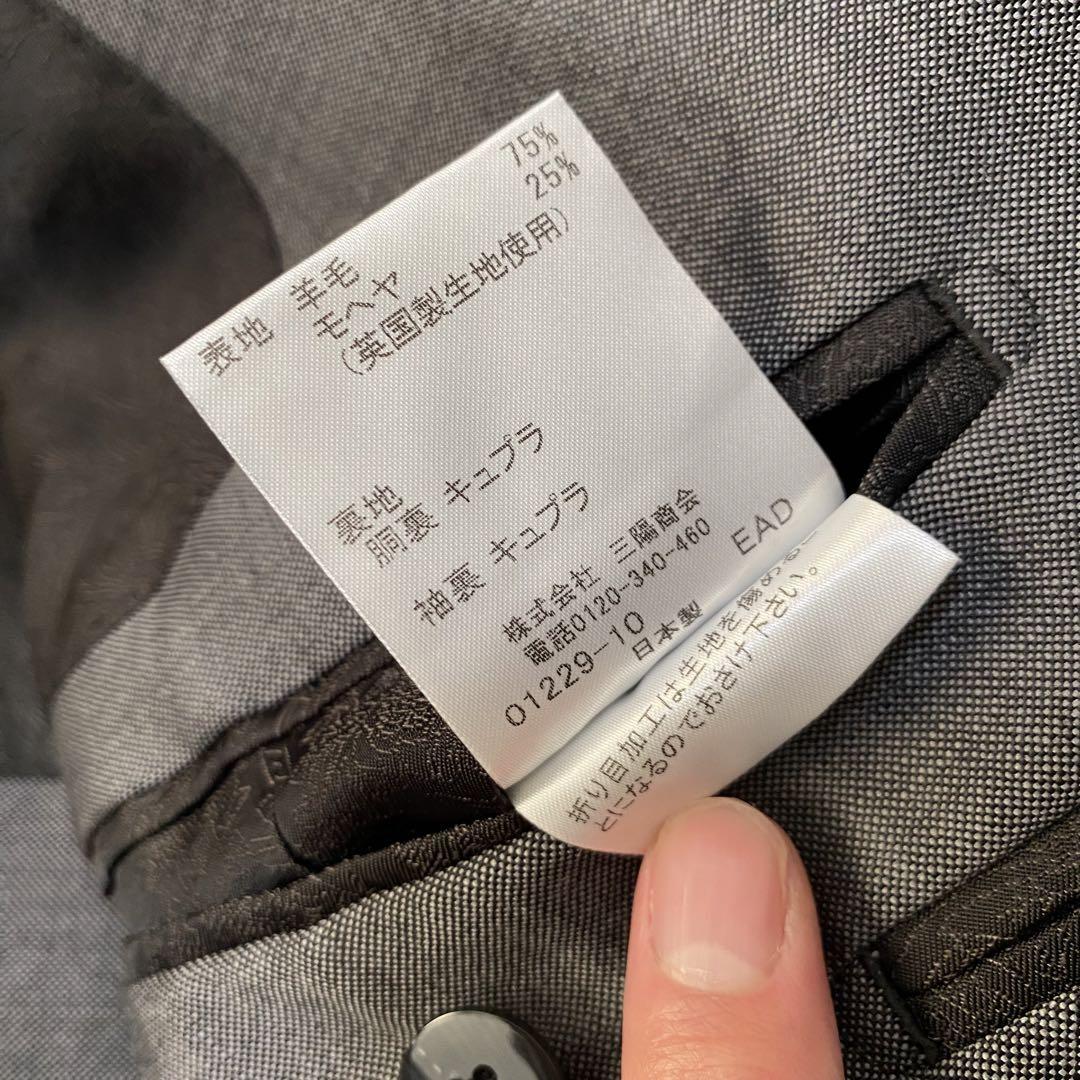 表地 羊毛 75%
モヘヤ 25%
(英国製生地使用)
裏地
胴裏 キュプラ
袖裏 キュプラ
株式会社 三陽商会
電話0120-340-460
01229-10 EAD
日本製
折り目加工は生地を傷める
とになるのでおさけ下さい。